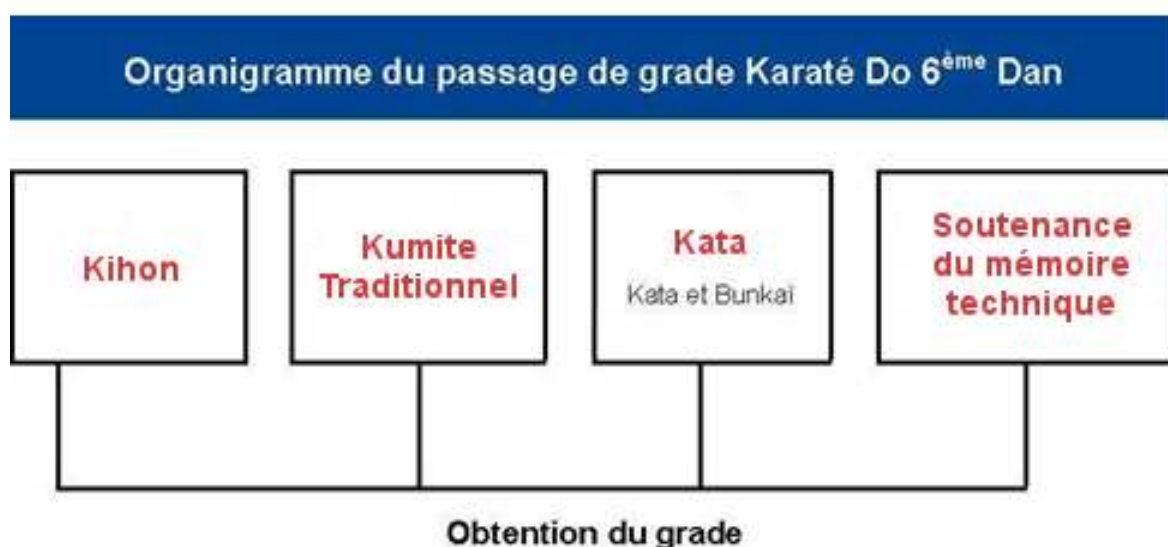 Organigramme du passage de grade Karaté Do 6ème Dan
Kihon
Kumite
Traditionnel
Kata
Kata et Bunkaï
Soutenance
du mémoire
technique
Obtention du grade